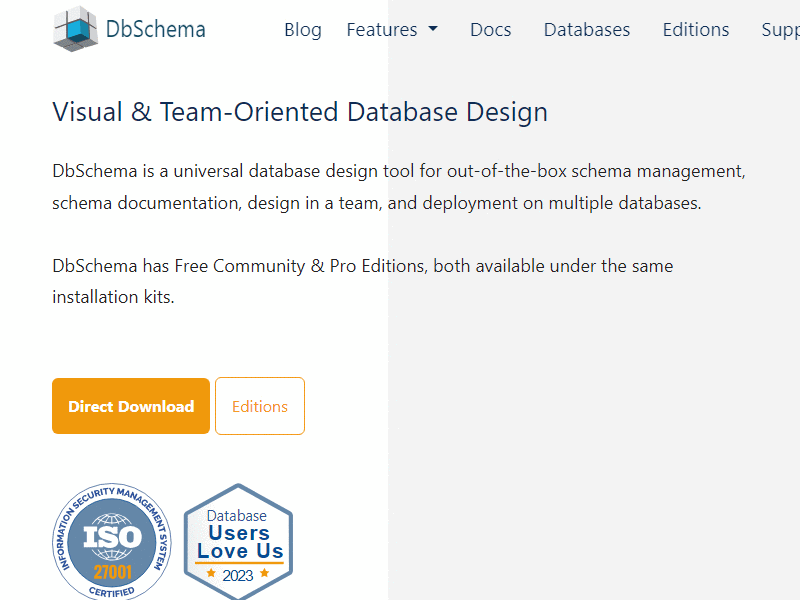 DbSchema
Blog Features Docs Databases Editions
Visual & Team-Oriented Database Design
DbSchema is a universal database design tool for out-of-the-box schema management,
schema documentation, design in a team, and deployment on multiple databases.
DbSchema has Free Community & Pro Editions, both available under the same
installation kits.
Direct Download Editions
INFORMATION SECURITY MANAGEMENT SYSTEM
ISO
27001
CERTIFIED
Database
Users
Love Us
2023